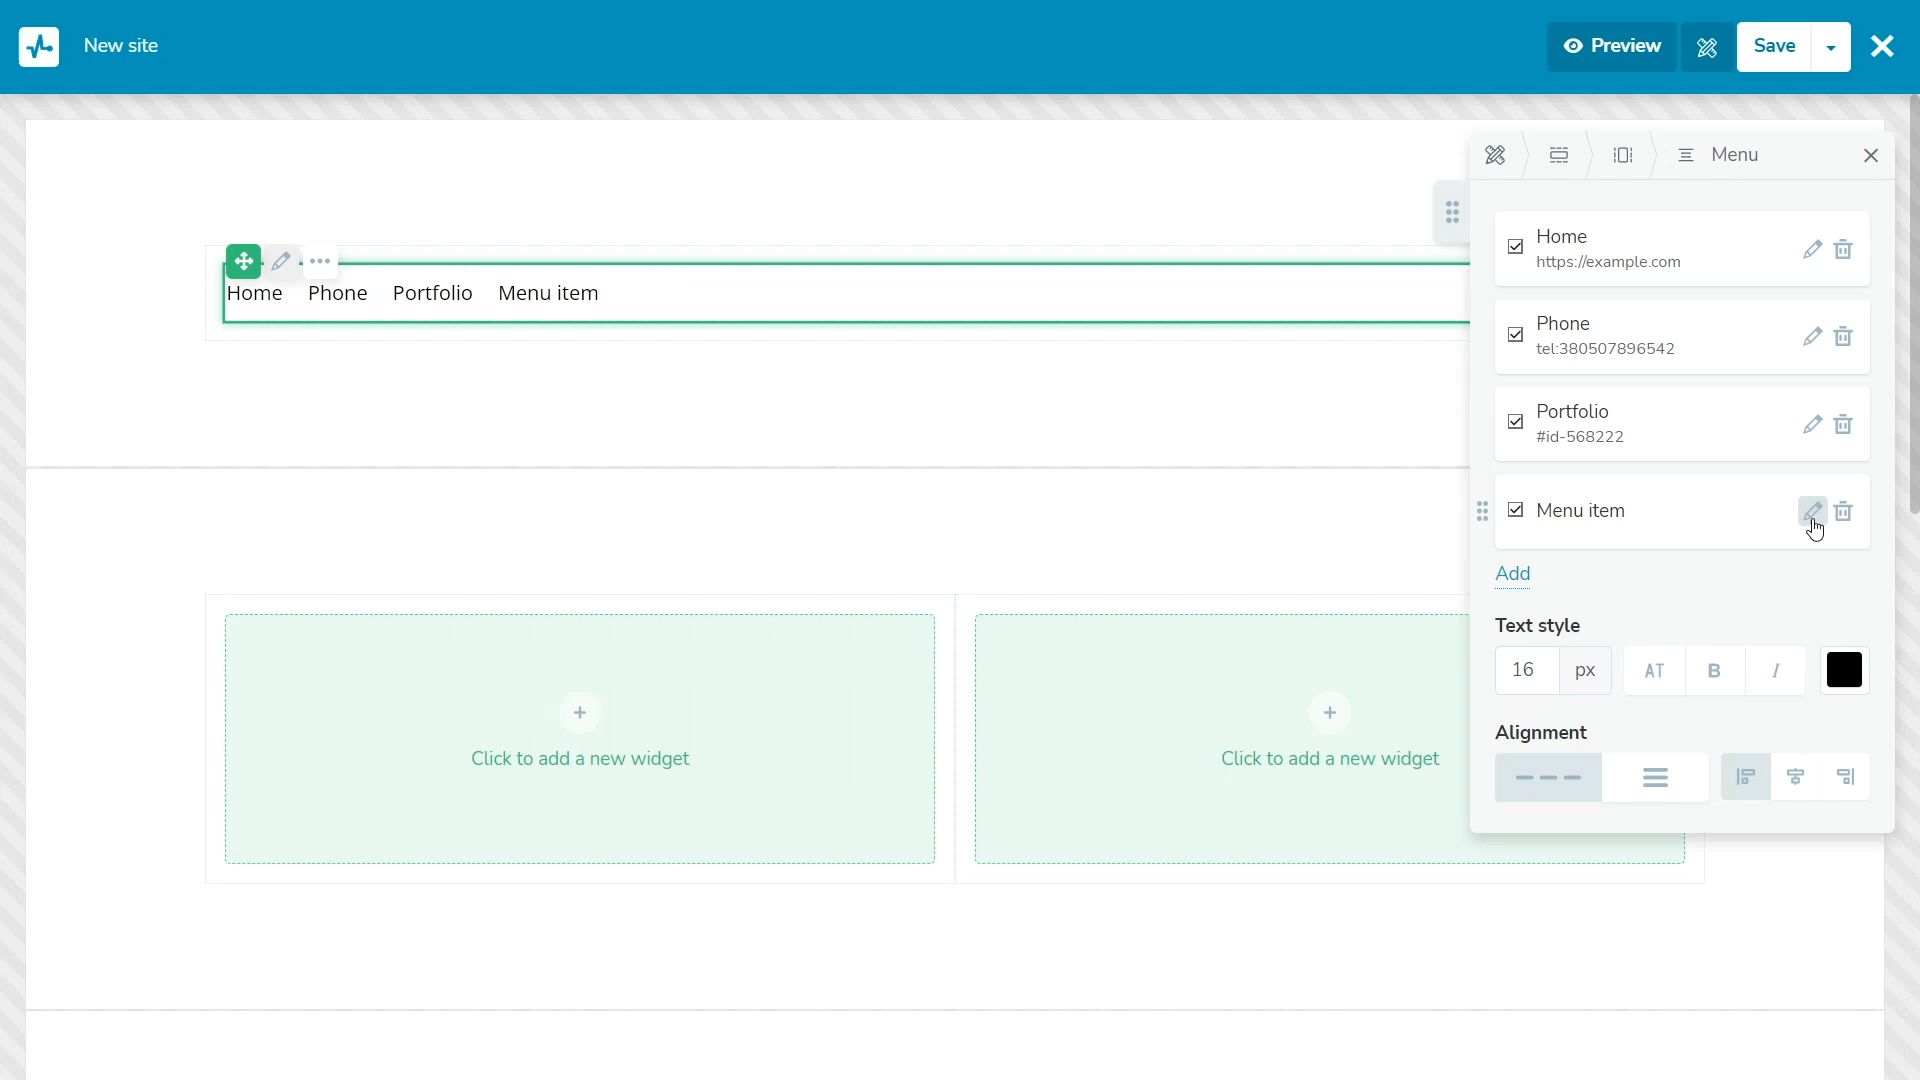 New site
Preview
Save
Menu
Home
https://example.com
Phone
tel:380507896542
Portfolio
#id-568222
Menu item
Add
Text style
16 px AT B I
Alignment
Home Phone Portfolio Menu item
Click to add a new widget
Click to add a new widget